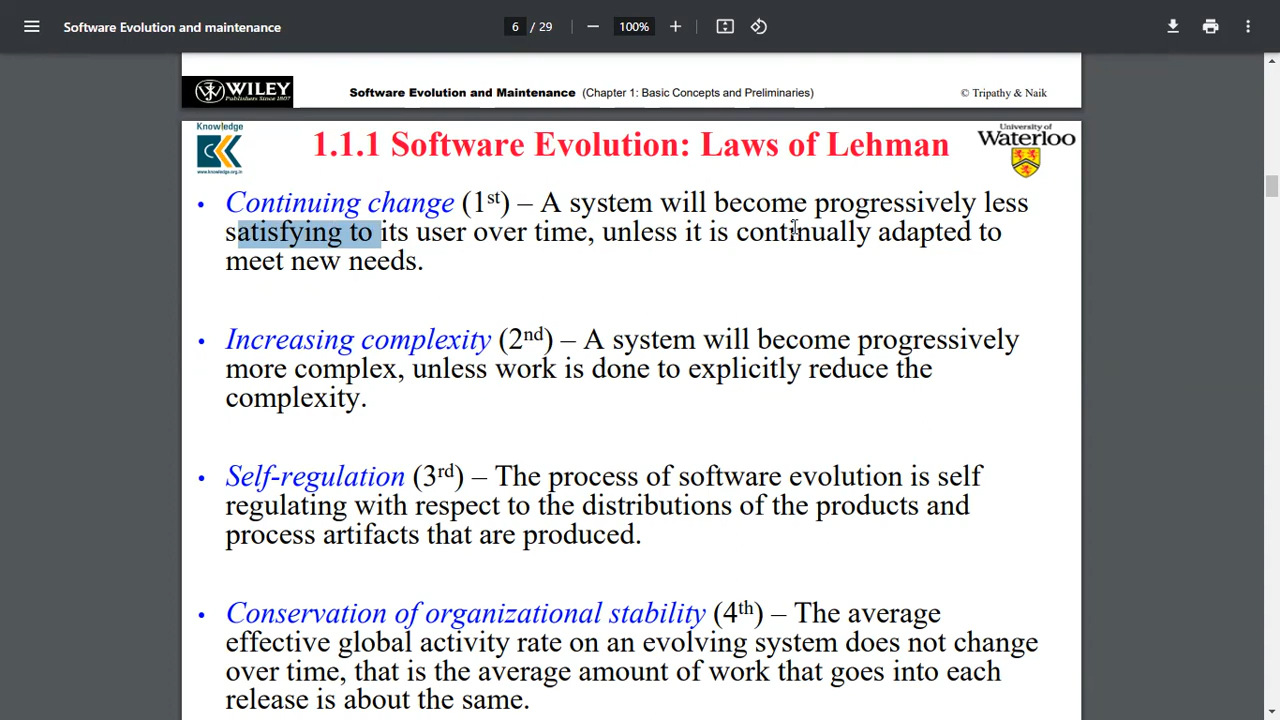 Software Evolution and maintenance
6 / 29
100%
WILEY
Publishers Since 1807
Software Evolution and Maintenance (Chapter 1: Basic Concepts and Preliminaries)
© Tripathy & Naik
Knowledge
www.knowledge.org.in
1.1.1 Software Evolution: Laws of Lehman
University of
Waterloo
• Continuing change (1st) – A system will become progressively less
satisfying to its user over time, unless it is continually adapted to
meet new needs.
• Increasing complexity (2nd) – A system will become progressively
more complex, unless work is done to explicitly reduce the
complexity.
• Self-regulation (3rd) – The process of software evolution is self
regulating with respect to the distributions of the products and
process artifacts that are produced.
• Conservation of organizational stability (4th) – The average
effective global activity rate on an evolving system does not change
over time, that is the average amount of work that goes into each
release is about the same.